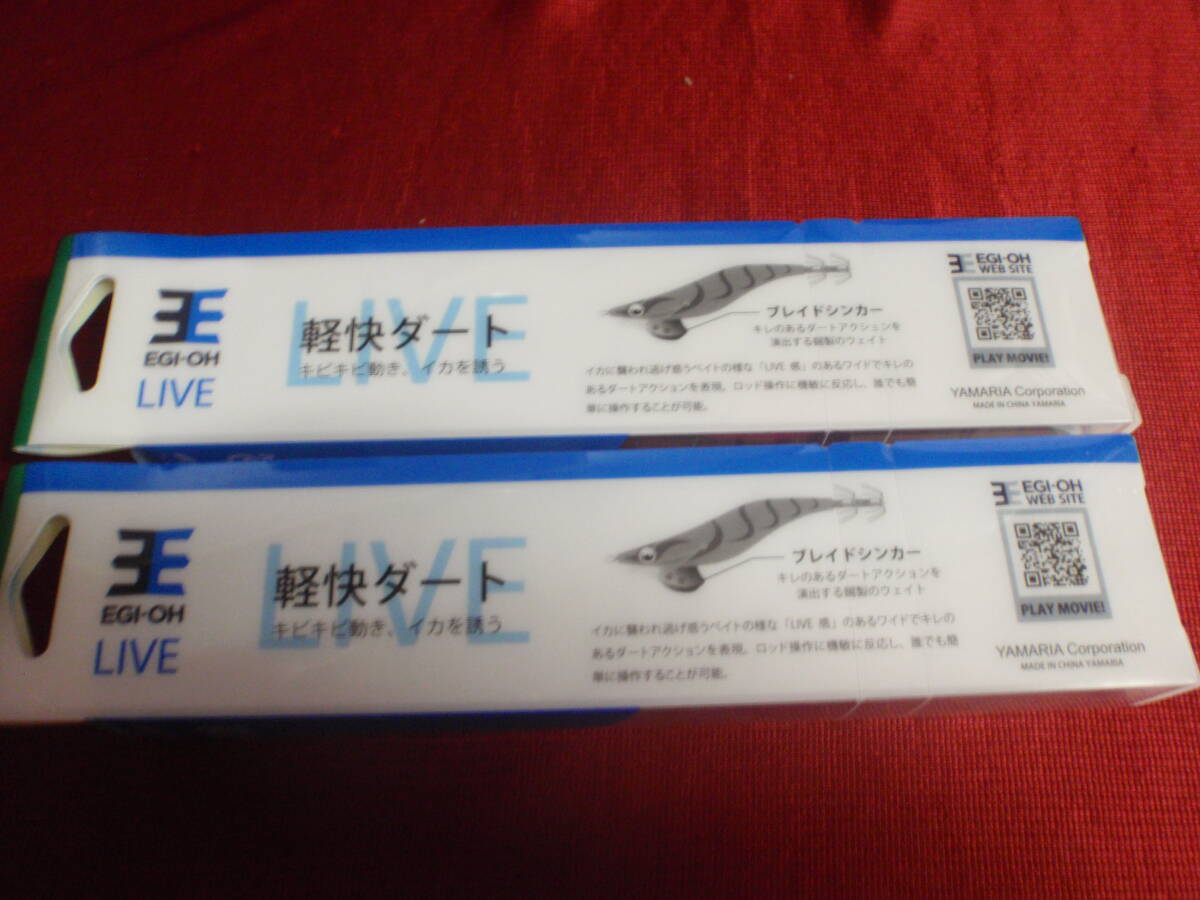 EGI-OH
LIVE
LIVE
軽快ダート
キビキビ動き、イカを誘う
ブレイドシンカー
キレのあるダートアクションを
演出する錫製のウェイト
イカに襲われ逃げ惑うベイトの様な「LIVE 感」のあるワイドでキレの
あるダートアクションを表現。ロッド操作に機敏に反応し、誰でも簡
単に操作することが可能。
EGI-OH
WEB SITE
PLAY MOVIE!
YAMARIA Corporation
MADE IN CHINA YAMARIA
EGI-OH
LIVE
LIVE
軽快ダート
キビキビ動き、イカを誘う
ブレイドシンカー
キレのあるダートアクションを
演出する錫製のウェイト
イカに襲われ逃げ惑うベイトの様な「LIVE 感」のあるワイドでキレの
あるダートアクションを表現。ロッド操作に機敏に反応し、誰でも簡
単に操作することが可能。
EGI-OH
WEB SITE
PLAY MOVIE!
YAMARIA Corporation
MADE IN CHINA YAMARIA